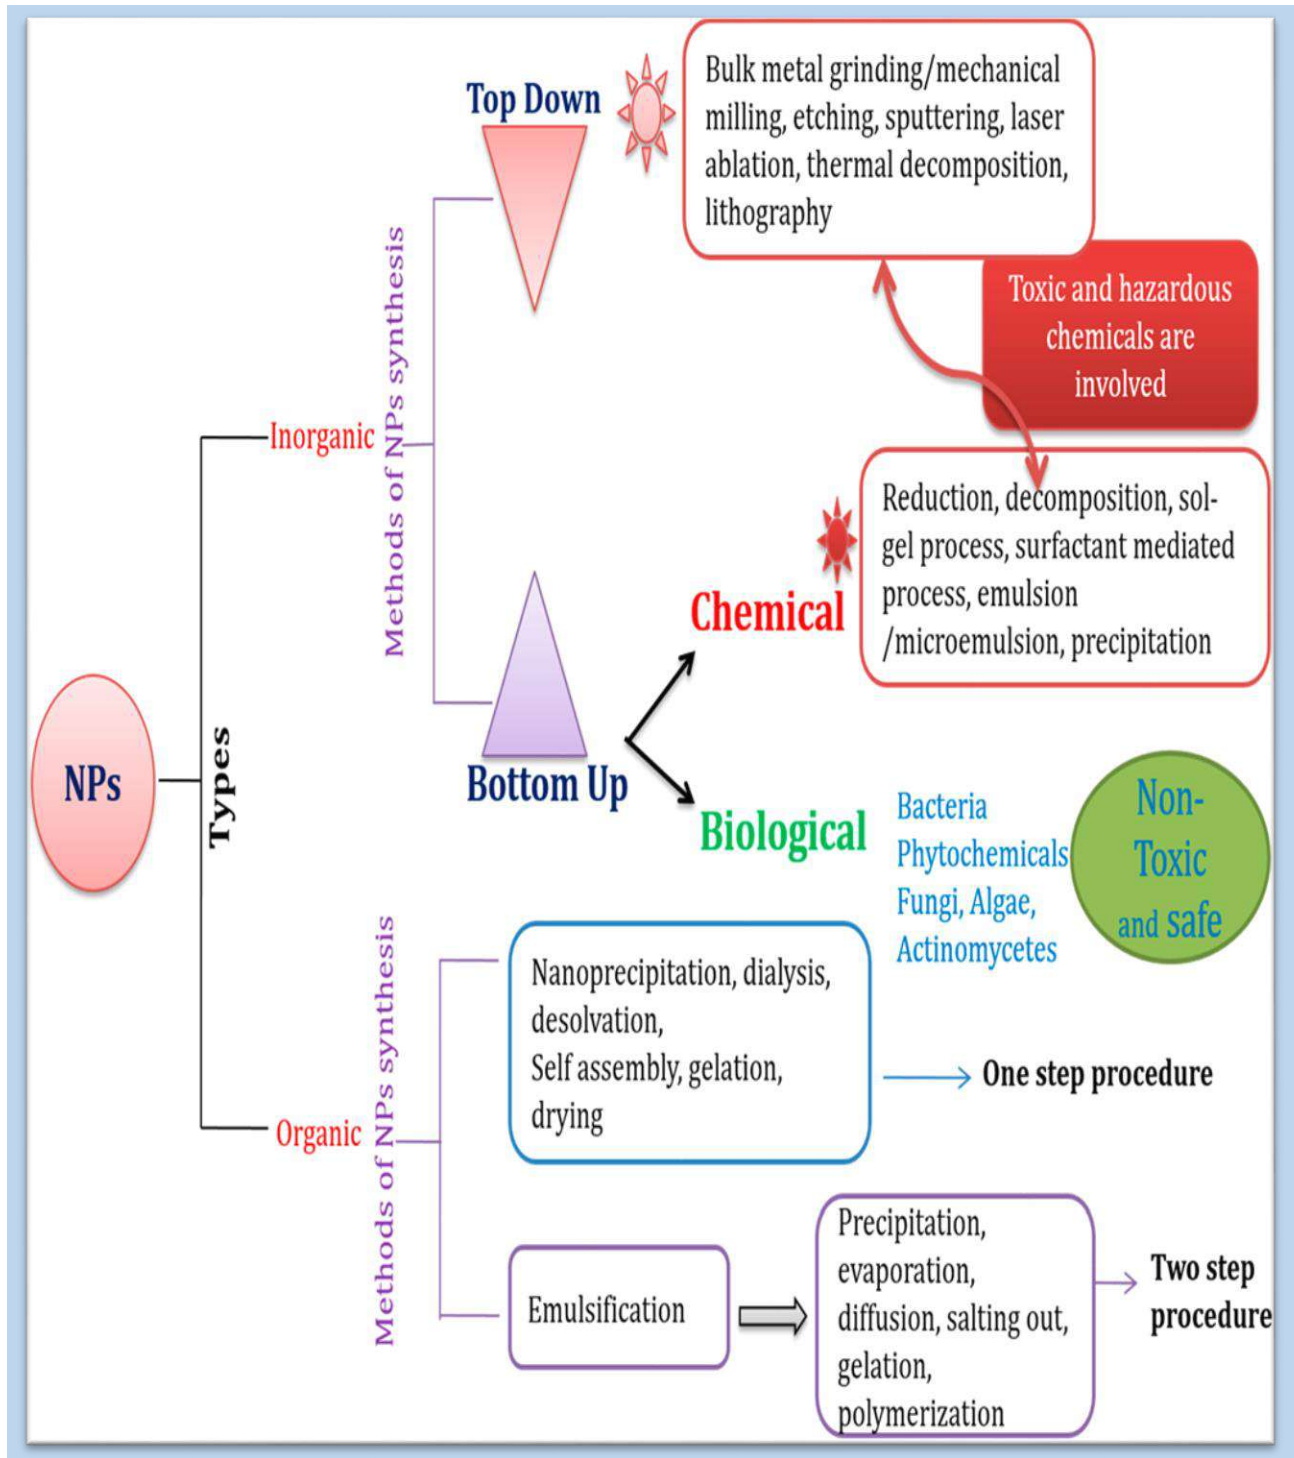 Top Down
Bulk metal grinding/mechanical
milling, etching, sputtering, laser
ablation, thermal decomposition,
lithography
Toxic and hazardous
chemicals are
involved
Methods of NPs synthesis
Inorganic
Reduction, decomposition, sol-
gel process, surfactant mediated
process, emulsion
/microemulsion, precipitation
Chemical
NPs
Types
Bottom Up
Biological
Bacteria
Phytochemicals
Fungi, Algae,
Actinomycetes
Non-
Toxic
and safe
Methods of NPs synthesis
Organic
Nanoprecipitation, dialysis,
desolvation,
Self assembly, gelation,
drying
One step procedure
Emulsification
Precipitation,
evaporation,
diffusion, salting out,
gelation,
polymerization
Two step
procedure